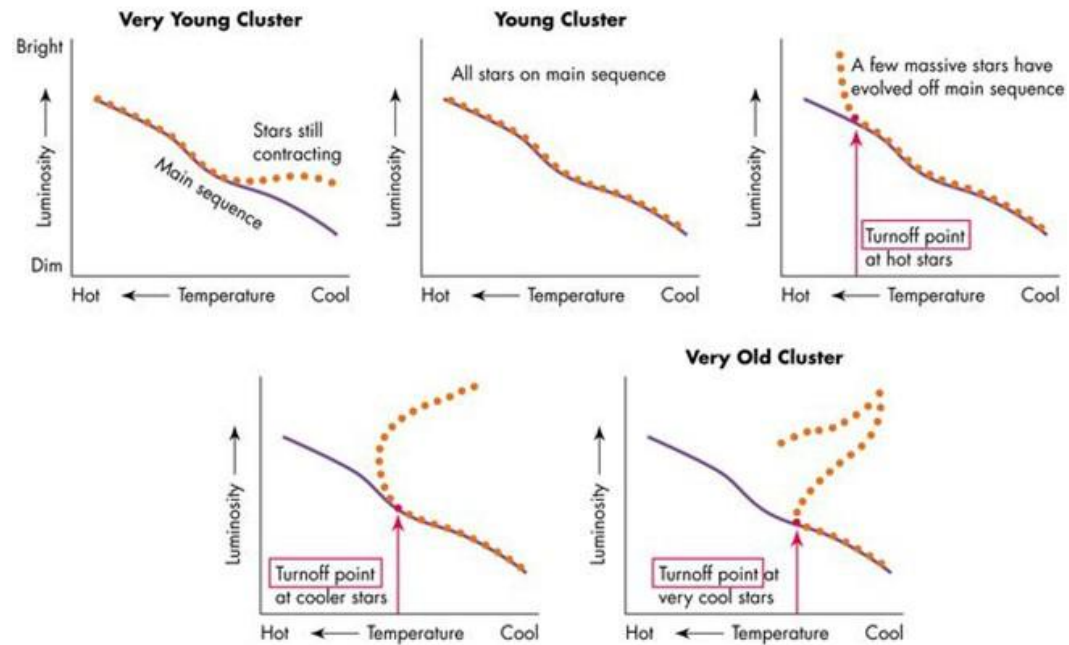 Very Young Cluster
Bright
Luminosity
Dim
Stars still
contracting
Main sequence
Hot
Temperature
Cool
Young Cluster
All stars on main sequence
Luminosity
Hot
Temperature
Cool
A few massive stars have
evolved off main sequence
Luminosity
Turnoff point
at hot stars
Hot
Temperature
Cool
Luminosity
Turnoff point
at cooler stars
Hot
Temperature
Cool
Very Old Cluster
Luminosity
Turnoff point at
very cool stars
Hot
Temperature
Cool